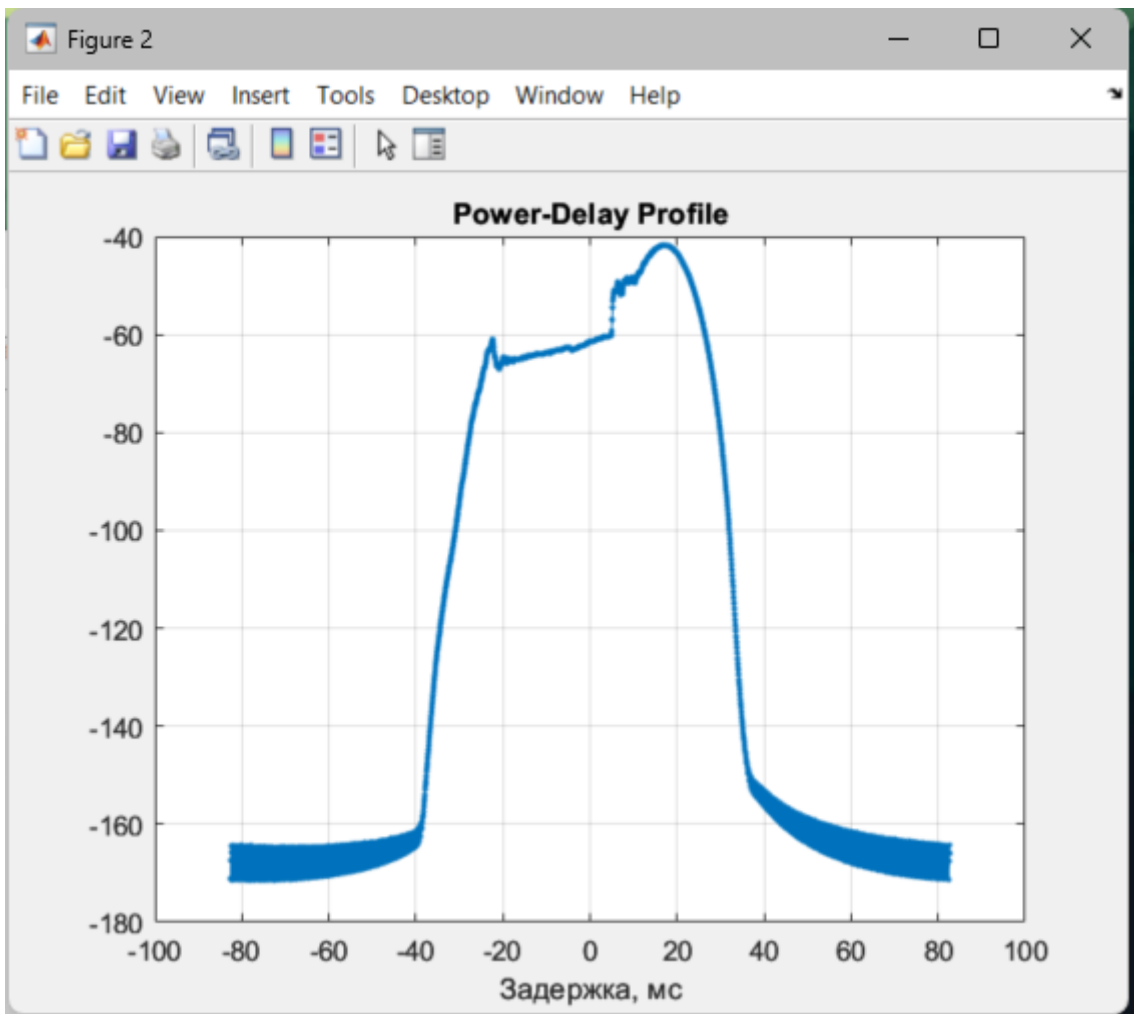 Figure 2
File Edit View Insert Tools Desktop Window Help
Power-Delay Profile
-40
-60
-80
-100
-120
-140
-160
-180
-100 -80 -60 -40 -20 0 20 40 60 80 100
Задержка, мс